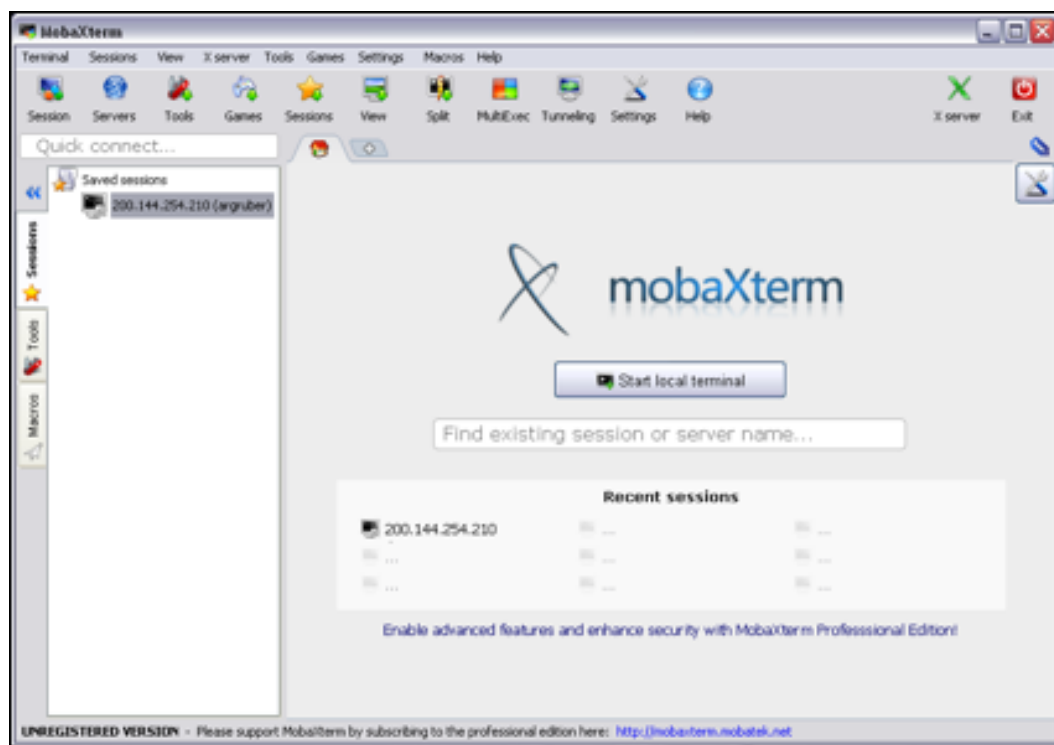 MobaXterm
Terminal Sessions View X server Tools Games Settings Macros Help
Session Servers Tools Games Sessions View Split MultiExec Tunneling Settings Help X server Exit
Quick connect...
Saved sessions
200.144.254.210 (argruber)
Sessions
Tools
Macros
mobaXterm
Start local terminal
Find existing session or server name...
Recent sessions
200.144.254.210 ... ...
... ... ...
... ... ...
Enable advanced features and enhance security with MobaXterm Professsional Edition!
UNREGISTERED VERSION - Please support MobaXterm by subscribing to the professional edition here: http://mobaxterm.mobatek.net